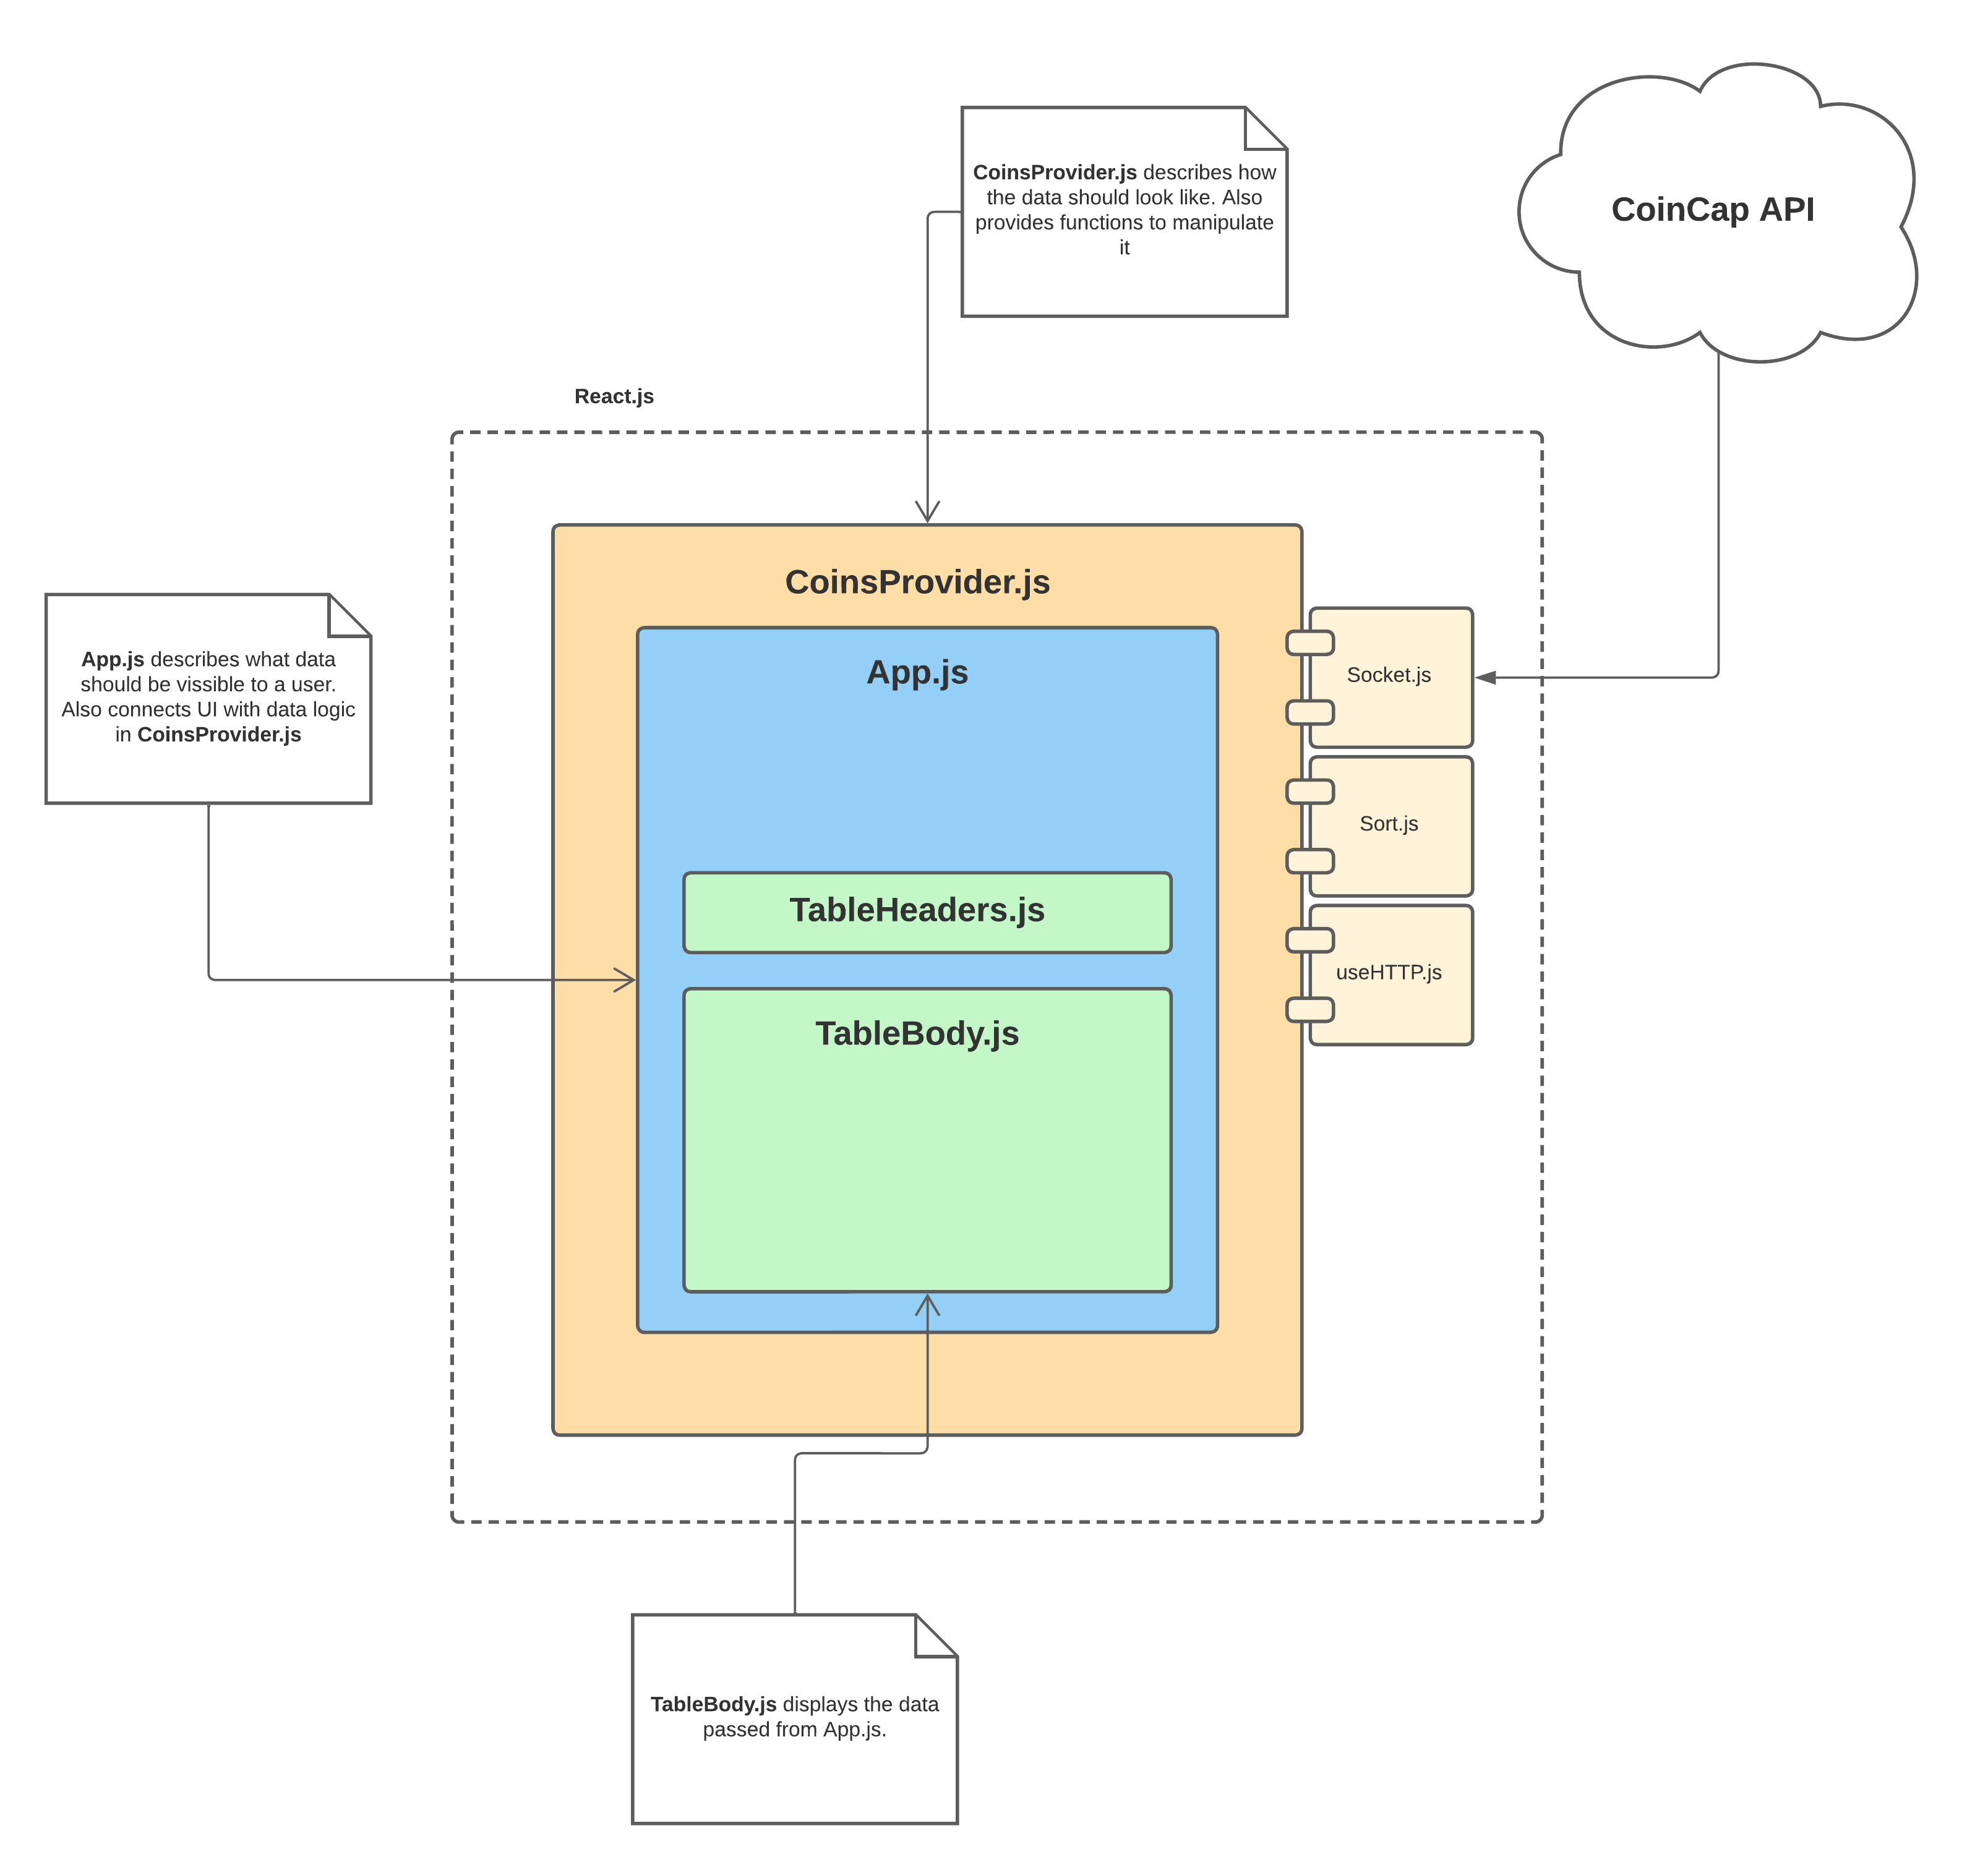 CoinsProvider.js describes how
the data should look like. Also
provides functions to manipulate
it
CoinCap API
React.js
CoinsProvider.js
App.js describes what data
should be vissible to a user.
Also connects UI with data logic
in CoinsProvider.js
App.js
Socket.js
Sort.js
TableHeaders.js
useHTTP.js
TableBody.js
TableBody.js displays the data
passed from App.js.